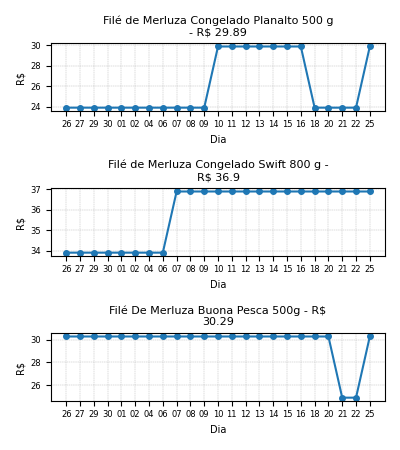 Filé de Merluza Congelado Planalto 500 g
- R$ 29.89
30
28
26
24
R$
26 27 29 30 01 02 04 06 07 08 09 10 11 12 13 14 15 16 18 20 21 22 25
Dia
Filé de Merluza Congelado Swift 800 g -
R$ 36.9
37
36
35
34
R$
26 27 29 30 01 02 04 06 07 08 09 10 11 12 13 14 15 16 18 20 21 22 25
Dia
Filé De Merluza Buona Pesca 500g - R$
30.29
30
28
26
R$
26 27 29 30 01 02 04 06 07 08 09 10 11 12 13 14 15 16 18 20 21 22 25
Dia